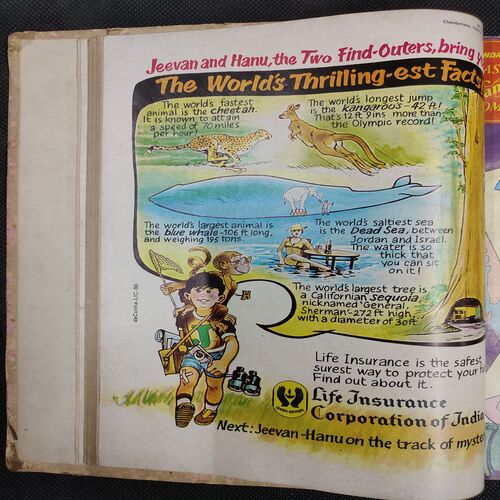 Chandamama
Jeevan and Hanu, the Two Find-Outers, bring
The World's Thrilling-est Facts
The world's fastest
animal is the cheetah.
It is known to attain
a speed of 70 miles
per hour!
The world's longest jump
is the kangaroo's - 42 ft!
That's 12 ft 9 ins more than
the Olympic record!
The world's largest animal is
the blue whale - 106 ft long,
and weighing 195 tons.
The world's saltiest sea
is the Dead Sea, between
Jordan and Israel.
The water is so
thick that
you can sit
on it!
The world's largest tree is
a Californian sequoia,
nicknamed 'General
Sherman' - 272 ft high,
with a diameter of 30ft.
H
J
daCunha-LIC-90
Life Insurance is the safest,
surest way to protect your
Find out about it.
Life Insurance
Corporation of India
Next: Jeevan-Hanu on the track of